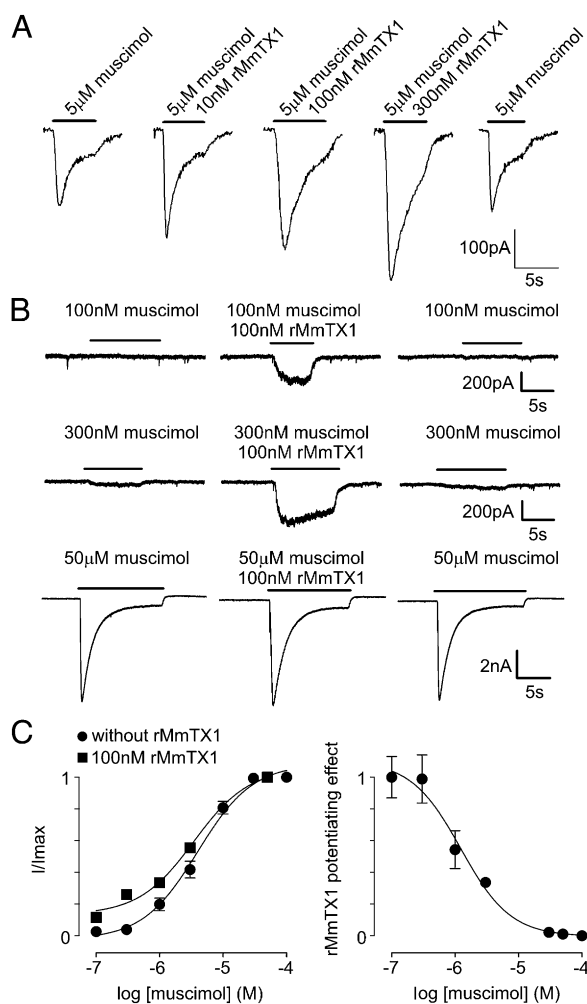 A
5μM muscimol
5μM muscimol
10nM rMmTX1
5μM muscimol
100nM rMmTX1
5μM muscimol
300nM rMmTX1
5μM muscimol
100pA
5s
B
100nM muscimol
100nM muscimol
100nM rMmTX1
100nM muscimol
200pA
5s
300nM muscimol
300nM muscimol
100nM rMmTX1
300nM muscimol
200pA
5s
50μM muscimol
50μM muscimol
100nM rMmTX1
50μM muscimol
2nA
5s
C
without rMmTX1
100nM rMmTX1
1
I/Imax
0
-7 -6 -5 -4
log [muscimol] (M)
1
rMmTX1 potentiating effect
0
-7 -6 -5 -4
log [muscimol] (M)